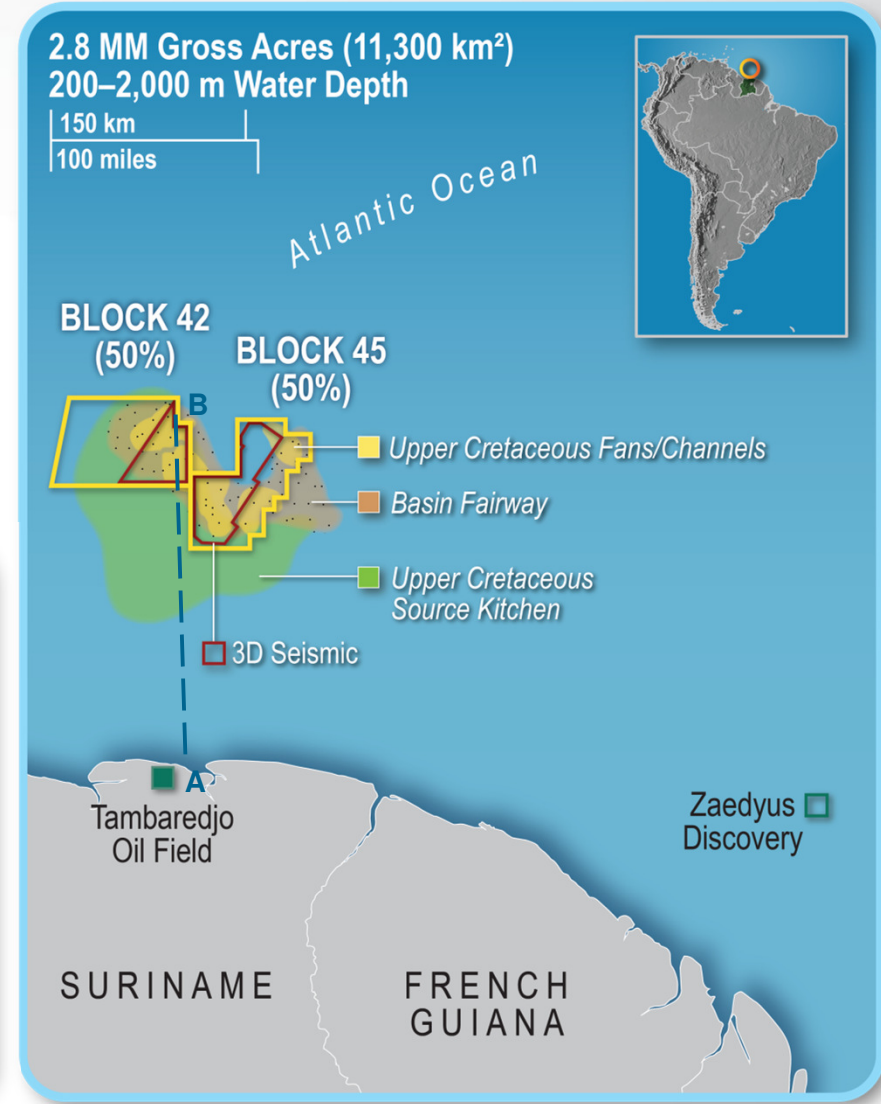 2.8 MM Gross Acres (11,300 km²)
200–2,000 m Water Depth
150 km
100 miles
Atlantic Ocean
BLOCK 42
(50%)
BLOCK 45
(50%)
B
Upper Cretaceous Fans/Channels
Basin Fairway
Upper Cretaceous
Source Kitchen
3D Seismic
A
Tambaredjo
Oil Field
Zaedyus
Discovery
SURINAME
FRENCH
GUIANA